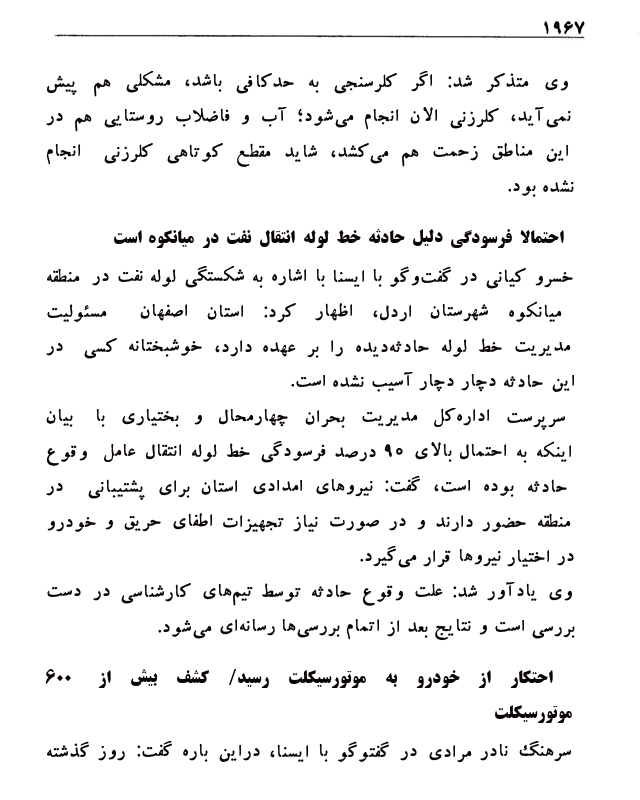 ۱۹۶۷
وی متذکر شد: اگر کلرسنجی به حدکافی باشد، مشکلی هم پیش
نمی‌آید، کلرزنی الان انجام می‌شود؛ آب و فاضلاب روستایی هم در
این مناطق زحمت هم می‌کشد، شاید مقطع کوتاهی کلرزنی انجام
نشده بود.
احتمالا فرسودگی دلیل حادثه خط لوله انتقال نفت در میانکوه است
خسرو کیانی در گفت‌وگو با ایسنا با اشاره به شکستگی لوله نفت در منطقه
میانکوه شهرستان اردل، اظهار کرد: استان اصفهان مسئولیت
مدیریت خط لوله حادثه‌دیده را بر عهده دارد، خوشبختانه کسی در
این حادثه دچار دچار آسیب نشده است.
سرپرست اداره‌کل مدیریت بحران چهارمحال و بختیاری با بیان
اینکه به احتمال بالای ۹۰ درصد فرسودگی خط لوله انتقال عامل وقوع
حادثه بوده است، گفت: نیروهای امدادی استان برای پشتیبانی در
منطقه حضور دارند و در صورت نیاز تجهیزات اطفای حریق و خودرو
در اختیار نیروها قرار می‌گیرد.
وی یادآور شد: علت وقوع حادثه توسط تیم‌های کارشناسی در دست
بررسی است و نتایج بعد از اتمام بررسی‌ها رسانه‌ای می‌شود.
احتکار از خودرو به موتورسیکلت رسید/ کشف بیش از ۶۰۰
موتورسیکلت
سرهنگ نادر مرادی در گفتوگو با ایسنا، دراین باره گفت: روز گذشته